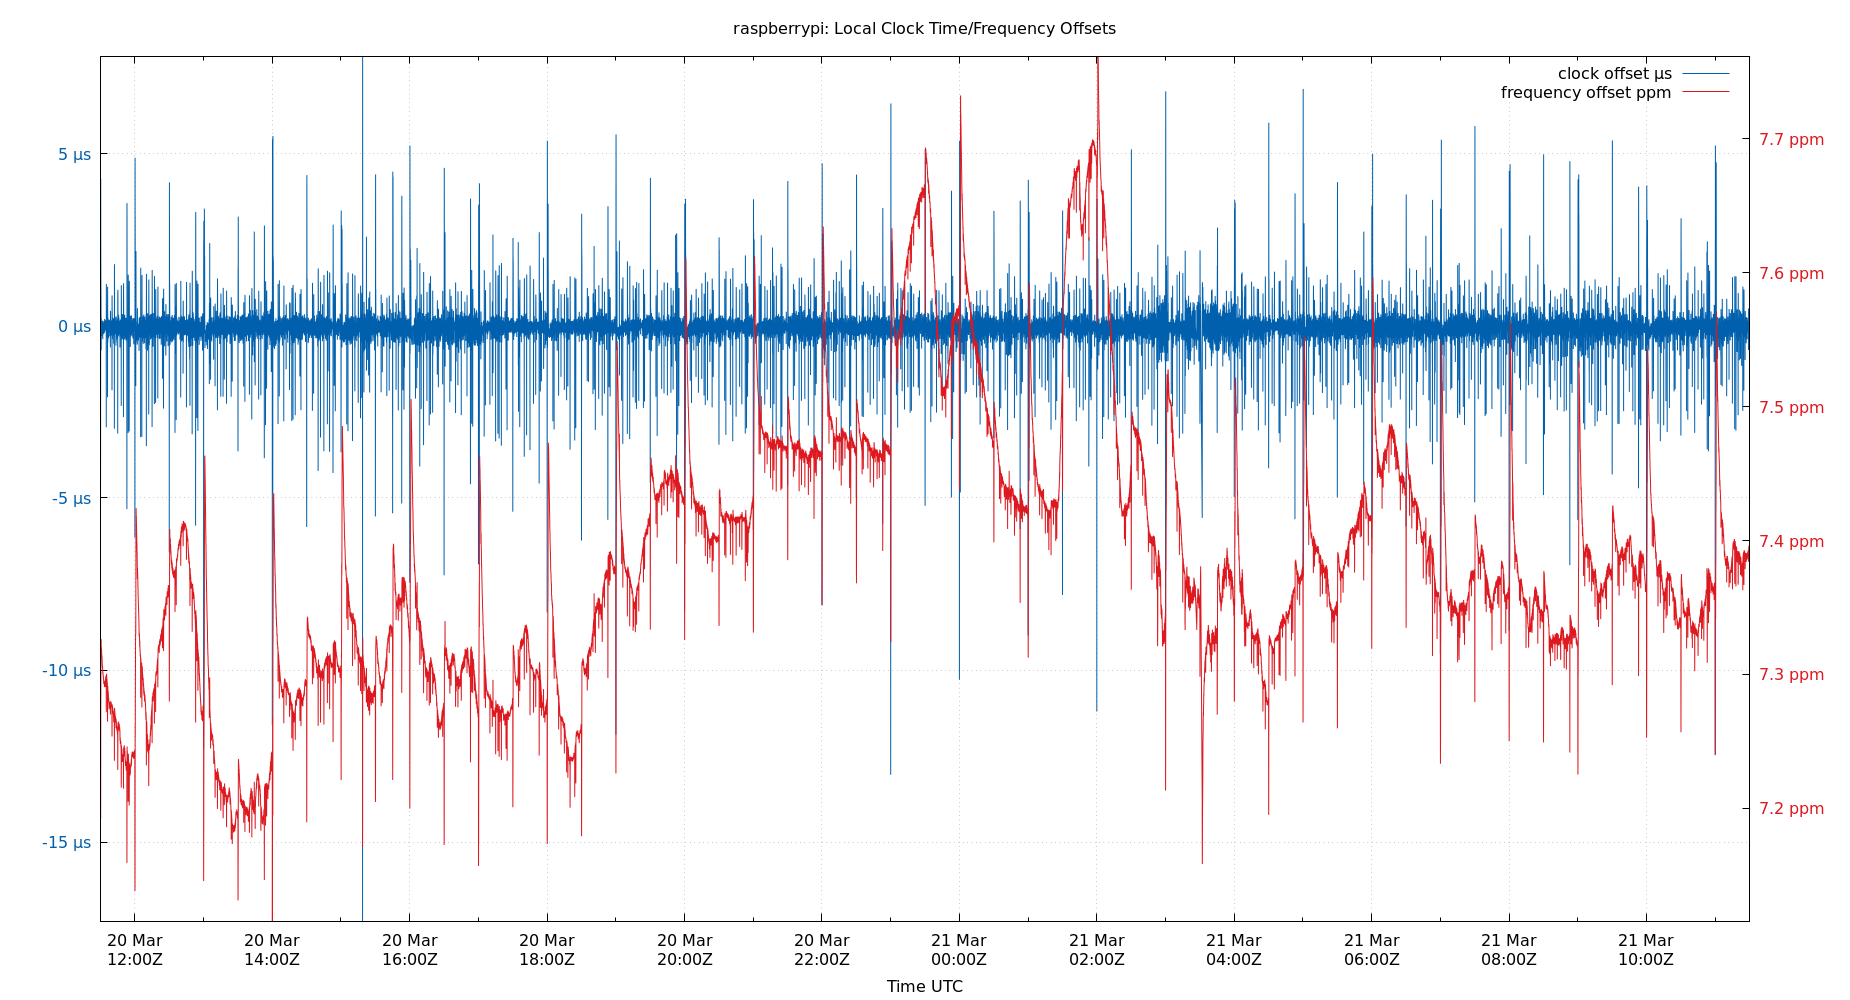 raspberrypi: Local Clock Time/Frequency Offsets
clock offset µs
frequency offset ppm
5 µs
0 µs
-5 µs
-10 µs
-15 µs
7.7 ppm
7.6 ppm
7.5 ppm
7.4 ppm
7.3 ppm
7.2 ppm
20 Mar 20 Mar 20 Mar 20 Mar 20 Mar 20 Mar 21 Mar 21 Mar 21 Mar 21 Mar 21 Mar 21 Mar
12:00Z 14:00Z 16:00Z 18:00Z 20:00Z 22:00Z 00:00Z 02:00Z 04:00Z 06:00Z 08:00Z 10:00Z
Time UTC